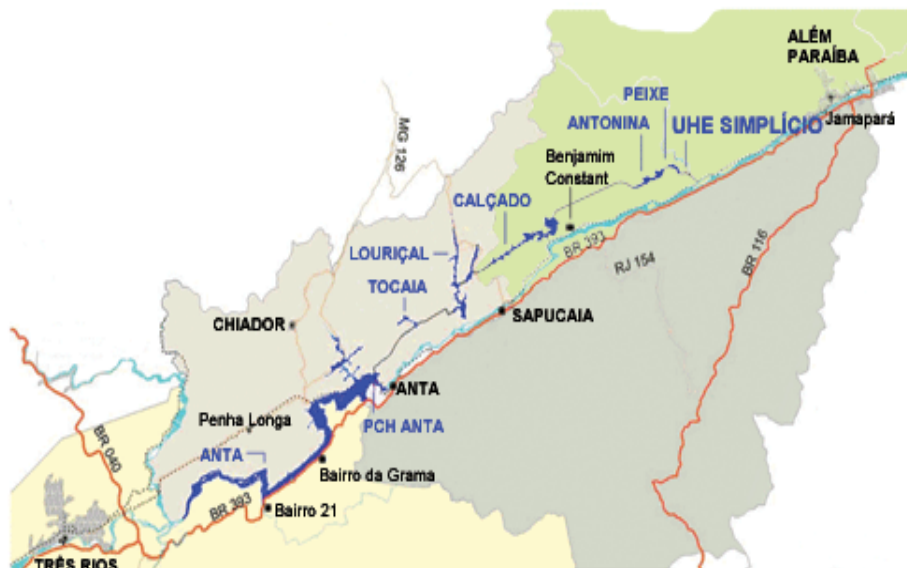 ALÉM
PARAÍBA
PEIXE
Jamapará
ANTONINA
UHE SIMPLÍCIO
MG 126
Benjamim
Constant
CALÇADO
BR 393
LOURIÇAL
RJ 154
BR 116
TOCAIA
SAPUCAIA
CHIADOR
ANTA
Penha Longa
PCH ANTA
ANTA
BR 040
Bairro da Grama
BR 393
Bairro 21
TRÊS RIOS